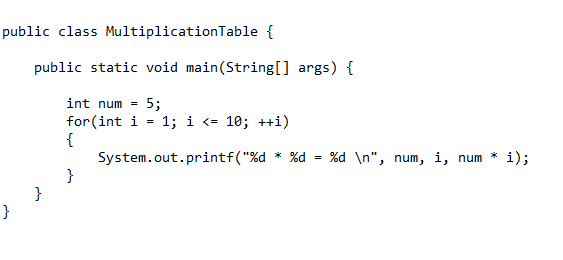 public class MultiplicationTable {
public static void main(String[] args) {
int num = 5;
for(int i = 1; i <= 10; ++i)
{
System.out.printf("%d * %d = %d \n", num, i, num * i);
}
}
}